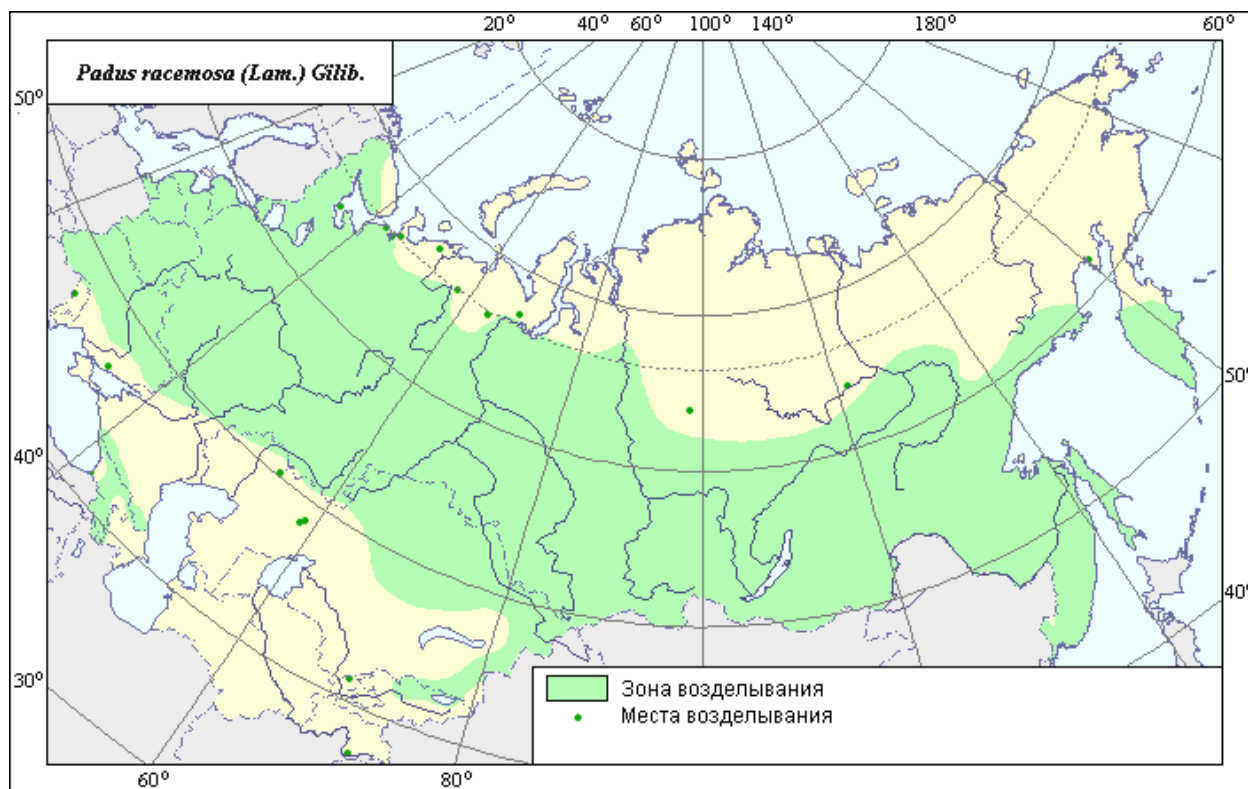 20° 40° 60° 100° 140° 180° 60°
Padus racemosa (Lam.) Gilib.
50°
50°
40°
40°
30°
Зона возделывания
Места возделывания
60° 80°